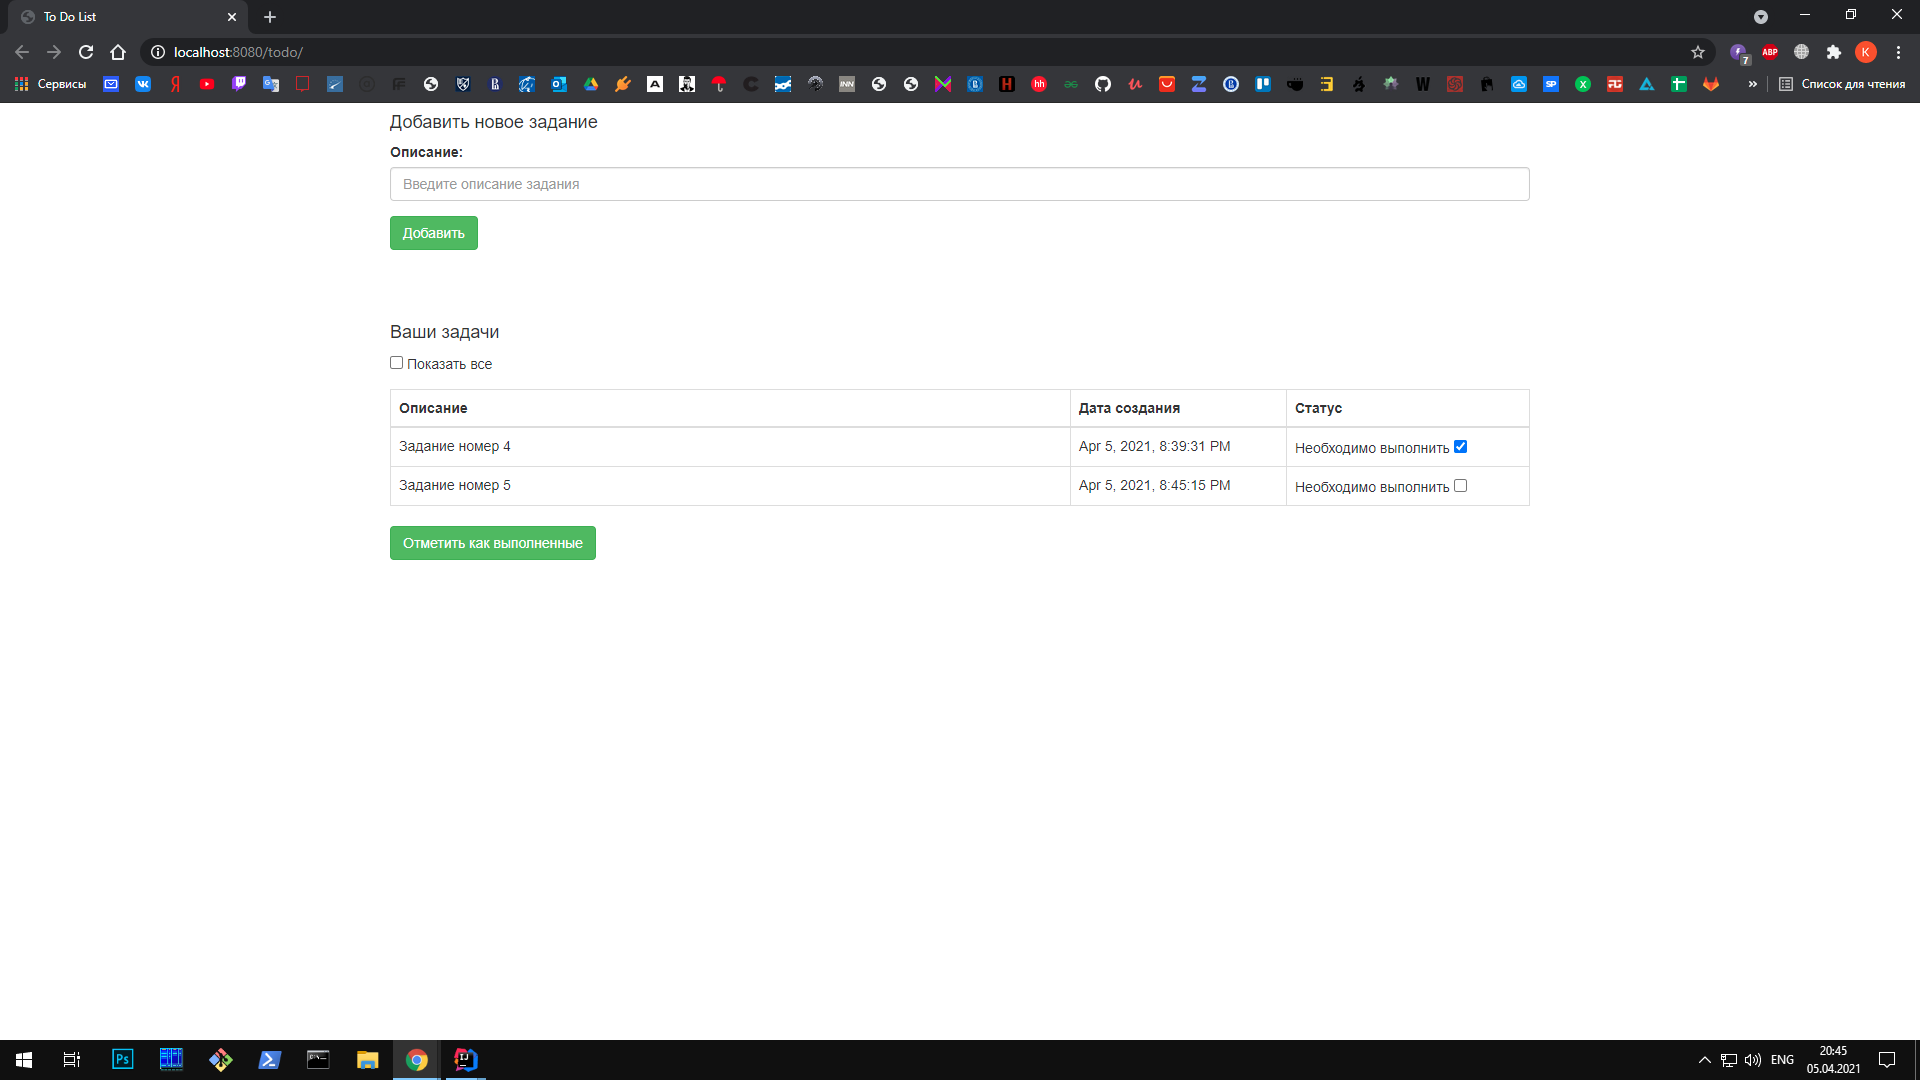 To Do List
localhost:8080/todo/
ABP
7
K
Сервисы
Список для чтения
Добавить новое задание
Описание:
Введите описание задания
Добавить
Ваши задачи
Показать все
Описание Дата создания Статус
Задание номер 4 Apr 5, 2021, 8:39:31 PM Необходимо выполнить
Задание номер 5 Apr 5, 2021, 8:45:15 PM Необходимо выполнить
Отметить как выполненные
Ps
ENG
20:45
05.04.2021